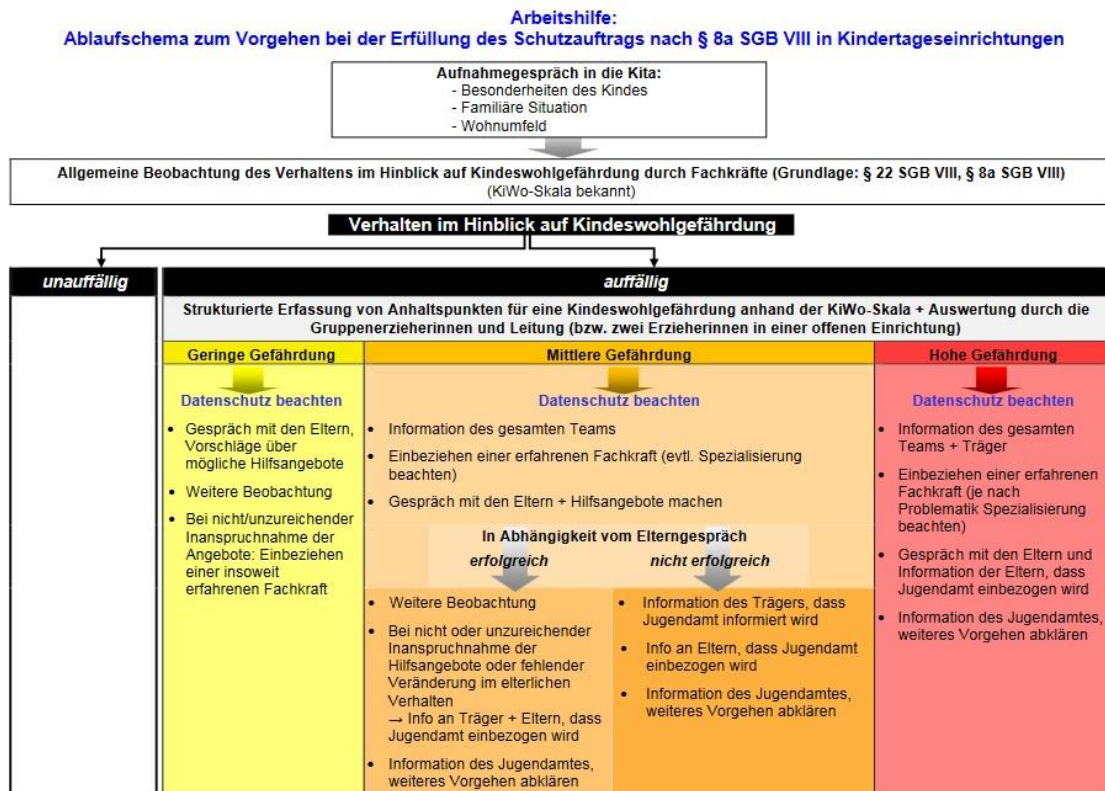 Arbeitshilfe:
Ablaufschema zum Vorgehen bei der Erfüllung des Schutzauftrags nach § 8a SGB VIII in Kindertageseinrichtungen
Aufnahmegespräch in die Kita:
- Besonderheiten des Kindes
- Familiäre Situation
- Wohnumfeld
Allgemeine Beobachtung des Verhaltens im Hinblick auf Kindeswohlgefährdung durch Fachkräfte (Grundlage: § 22 SGB VIII, § 8a SGB VIII)
(KiWo-Skala bekannt)
Verhalten im Hinblick auf Kindeswohlgefährdung
unauffällig
auffällig
Strukturierte Erfassung von Anhaltspunkten für eine Kindeswohlgefährdung anhand der KiWo-Skala + Auswertung durch die
Gruppenerzieherinnen und Leitung (bzw. zwei Erzieherinnen in einer offenen Einrichtung)
Geringe Gefährdung
Datenschutz beachten
• Gespräch mit den Eltern,
Vorschläge über
mögliche Hilfsangebote
• Weitere Beobachtung
• Bei nicht/unzureichender
Inanspruchnahme der
Angebote: Einbeziehen
einer insoweit
erfahrenen Fachkraft
Mittlere Gefährdung
Datenschutz beachten
• Information des gesamten Teams
• Einbeziehen einer erfahrenen Fachkraft (evtl. Spezialisierung
beachten)
• Gespräch mit den Eltern + Hilfsangebote machen
In Abhängigkeit vom Elterngespräch
erfolgreich
nicht erfolgreich
• Weitere Beobachtung
• Bei nicht oder unzureichender
Inanspruchnahme der
Hilfsangebote oder fehlender
Veränderung im elterlichen
Verhalten
→ Info an Träger + Eltern, dass
Jugendamt einbezogen wird
• Information des Jugendamtes,
weiteres Vorgehen abklären
• Information des Trägers, dass
Jugendamt informiert wird
• Info an Eltern, dass Jugendamt
einbezogen wird
• Information des Jugendamtes,
weiteres Vorgehen abklären
Hohe Gefährdung
Datenschutz beachten
• Information des gesamten
Teams + Träger
• Einbeziehen einer erfahrenen
Fachkraft (je nach
Problematik Spezialisierung
beachten)
• Gespräch mit den Eltern und
Information der Eltern, dass
Jugendamt einbezogen wird
• Information des Jugendamtes,
weiteres Vorgehen abklären